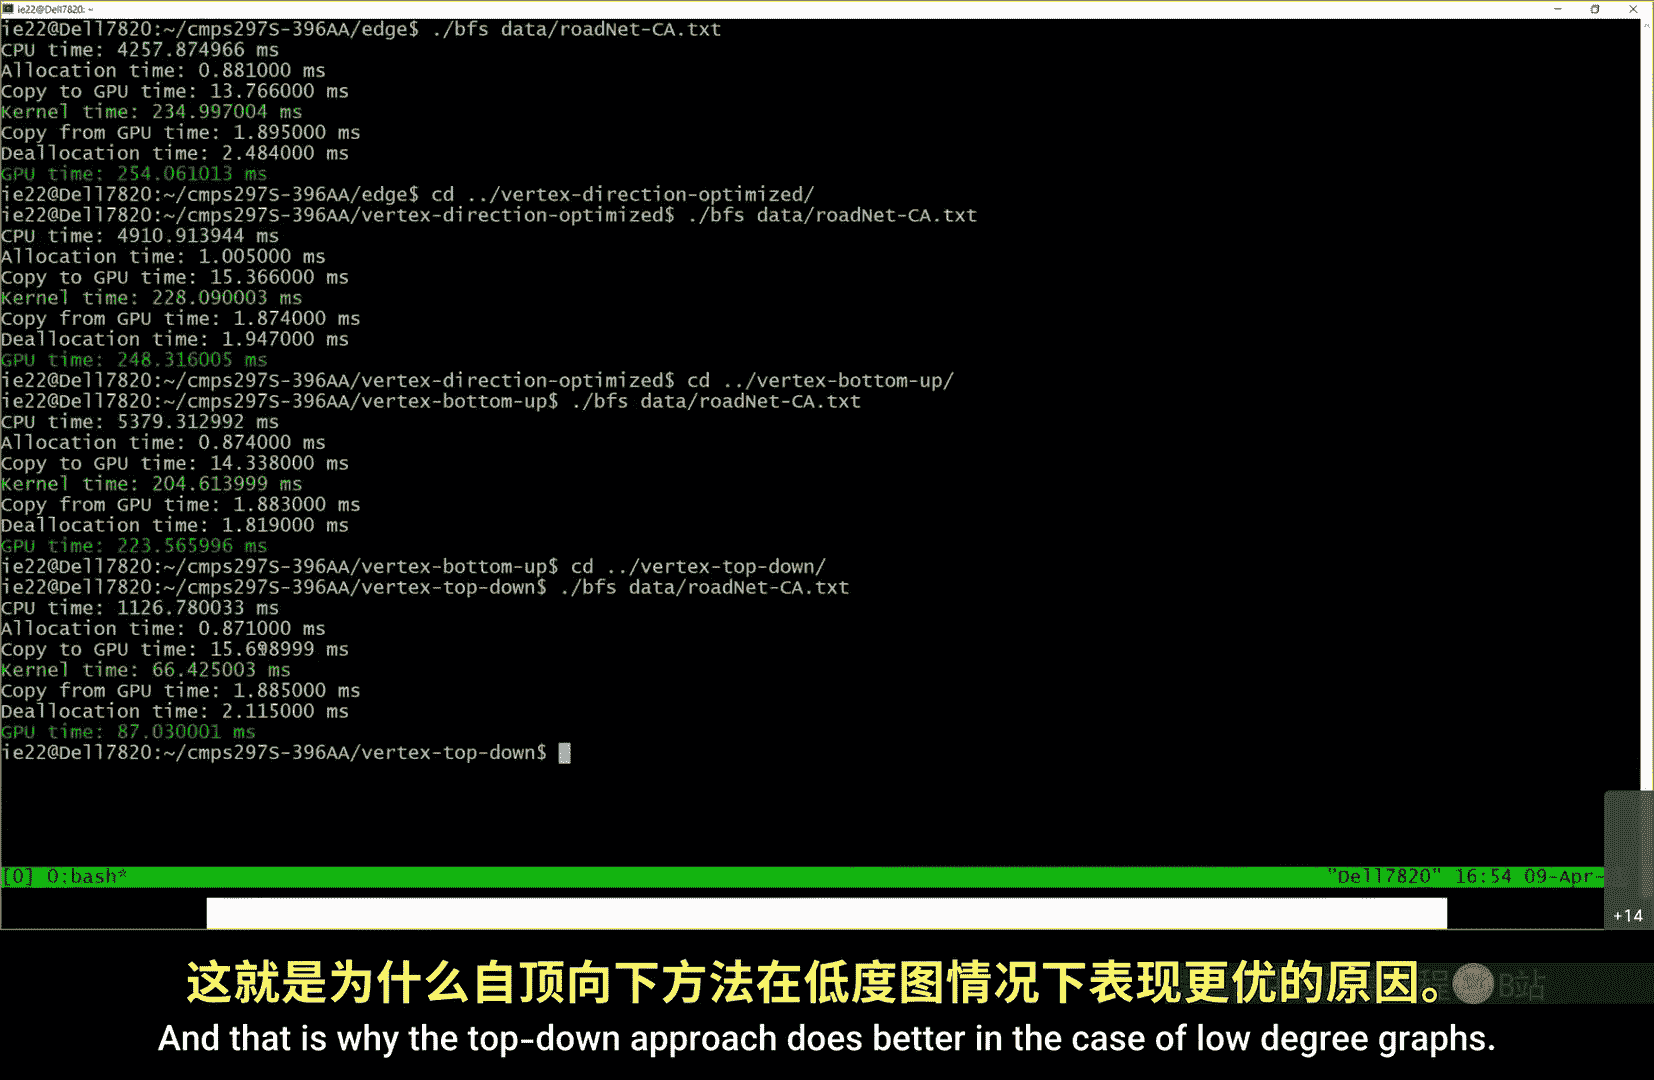 ie22@Dell7820: ~
ie22@Dell7820:~/cmps297S-396AA/edge$ ./bfs data/roadNet-CA.txt
CPU time: 4257.874966 ms
Allocation time: 0.881000 ms
Copy to GPU time: 13.766000 ms
Kernel time: 234.997004 ms
Copy from GPU time: 1.895000 ms
Deallocation time: 2.484000 ms
GPU time: 254.061013 ms
ie22@Dell7820:~/cmps297S-396AA/edge$ cd ../vertex-direction-optimized/
ie22@Dell7820:~/cmps297S-396AA/vertex-direction-optimized$ ./bfs data/roadNet-CA.txt
CPU time: 4910.913944 ms
Allocation time: 1.005000 ms
Copy to GPU time: 15.366000 ms
Kernel time: 228.090003 ms
Copy from GPU time: 1.874000 ms
Deallocation time: 1.947000 ms
GPU time: 248.316005 ms
ie22@Dell7820:~/cmps297S-396AA/vertex-direction-optimized$ cd ../vertex-bottom-up/
ie22@Dell7820:~/cmps297S-396AA/vertex-bottom-up$ ./bfs data/roadNet-CA.txt
CPU time: 5379.312992 ms
Allocation time: 0.874000 ms
Copy to GPU time: 14.338000 ms
Kernel time: 204.613999 ms
Copy from GPU time: 1.883000 ms
Deallocation time: 1.819000 ms
GPU time: 223.565996 ms
ie22@Dell7820:~/cmps297S-396AA/vertex-bottom-up$ cd ../vertex-top-down/
ie22@Dell7820:~/cmps297S-396AA/vertex-top-down$ ./bfs data/roadNet-CA.txt
CPU time: 1126.780033 ms
Allocation time: 0.871000 ms
Copy to GPU time: 15.698999 ms
Kernel time: 66.425003 ms
Copy from GPU time: 1.885000 ms
Deallocation time: 2.115000 ms
GPU time: 87.030001 ms
ie22@Dell7820:~/cmps297S-396AA/vertex-top-down$
[0] 0:bash* "Dell7820" 16:54 09-Apr-
+14
这就是为什么自顶向下方法在低度图情况下表现更优的原因。
程 B站
And that is why the top-down approach does better in the case of low degree graphs.